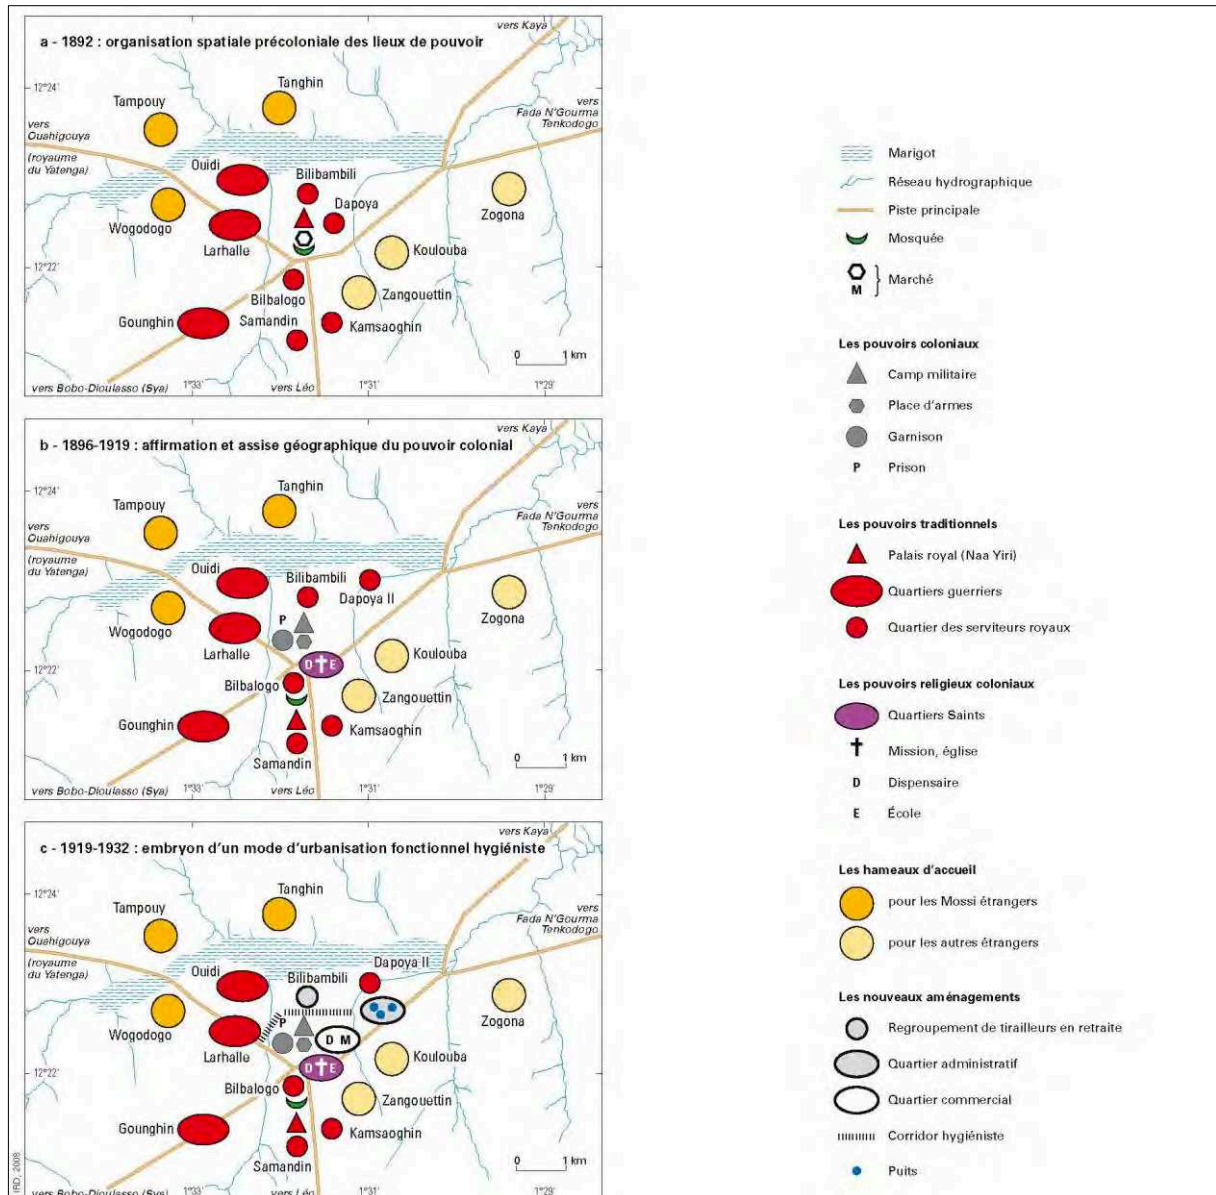 a - 1892 : organisation spatiale précoloniale des lieux de pouvoir
vers Kaya
12°24'
Tampouy
Tanghin
vers
Ouahigouya
(royaume
du Yatenga)
vers
Fada N'Gourma
Tenkodogo
Ouidi
Bilibambili
Dapoya
Wogodogo
Larhalle
Zogona
12°22'
Koulouba
Bilbalogo
Zangouettin
Gounghin
Samandin
Kamsaoghin
0 1 km
vers Bobo-Dioulasso (Sya)
1°33'
vers Léo
1°31'
1°29'
b - 1896-1919 : affirmation et assise géographique du pouvoir colonial
vers Kaya
12°24'
Tampouy
Tanghin
vers
Ouahigouya
(royaume
du Yatenga)
vers
Fada N'Gourma
Tenkodogo
Ouidi
Bilibambili
Dapoya II
Wogodogo
P
Larhalle
Zogona
12°22'
D E
Koulouba
Bilbalogo
Zangouettin
Gounghin
Kamsaoghin
Samandin
0 1 km
vers Bobo-Dioulasso (Sya)
1°33'
vers Léo
1°31'
1°29'
c - 1919-1932 : embryon d'un mode d'urbanisation fonctionnel hygiéniste
vers Kaya
12°24'
Tampouy
Tanghin
vers
Ouahigouya
(royaume
du Yatenga)
vers
Fada N'Gourma
Tenkodogo
Ouidi
Bilibambili
Dapoya II
Wogodogo
P
Larhalle
D M
Zogona
12°22'
D E
Koulouba
Bilbalogo
Zangouettin
Gounghin
Kamsaoghin
Samandin
0 1 km
vers Bobo-Dioulasso (Sya)
1°33'
vers Léo
1°31'
1°29'
IRD, 2008
Marigot
Réseau hydrographique
Piste principale
Mosquée
M
Marché
Les pouvoirs coloniaux
Camp militaire
Place d'armes
Garnison
P Prison
Les pouvoirs traditionnels
Palais royal (Naa Yiri)
Quartiers guerriers
Quartier des serviteurs royaux
Les pouvoirs religieux coloniaux
Quartiers Saints
Mission, église
D Dispensaire
E École
Les hameaux d'accueil
pour les Mossi étrangers
pour les autres étrangers
Les nouveaux aménagements
Regroupement de tirailleurs en retraite
Quartier administratif
Quartier commercial
Corridor hygiéniste
Puits